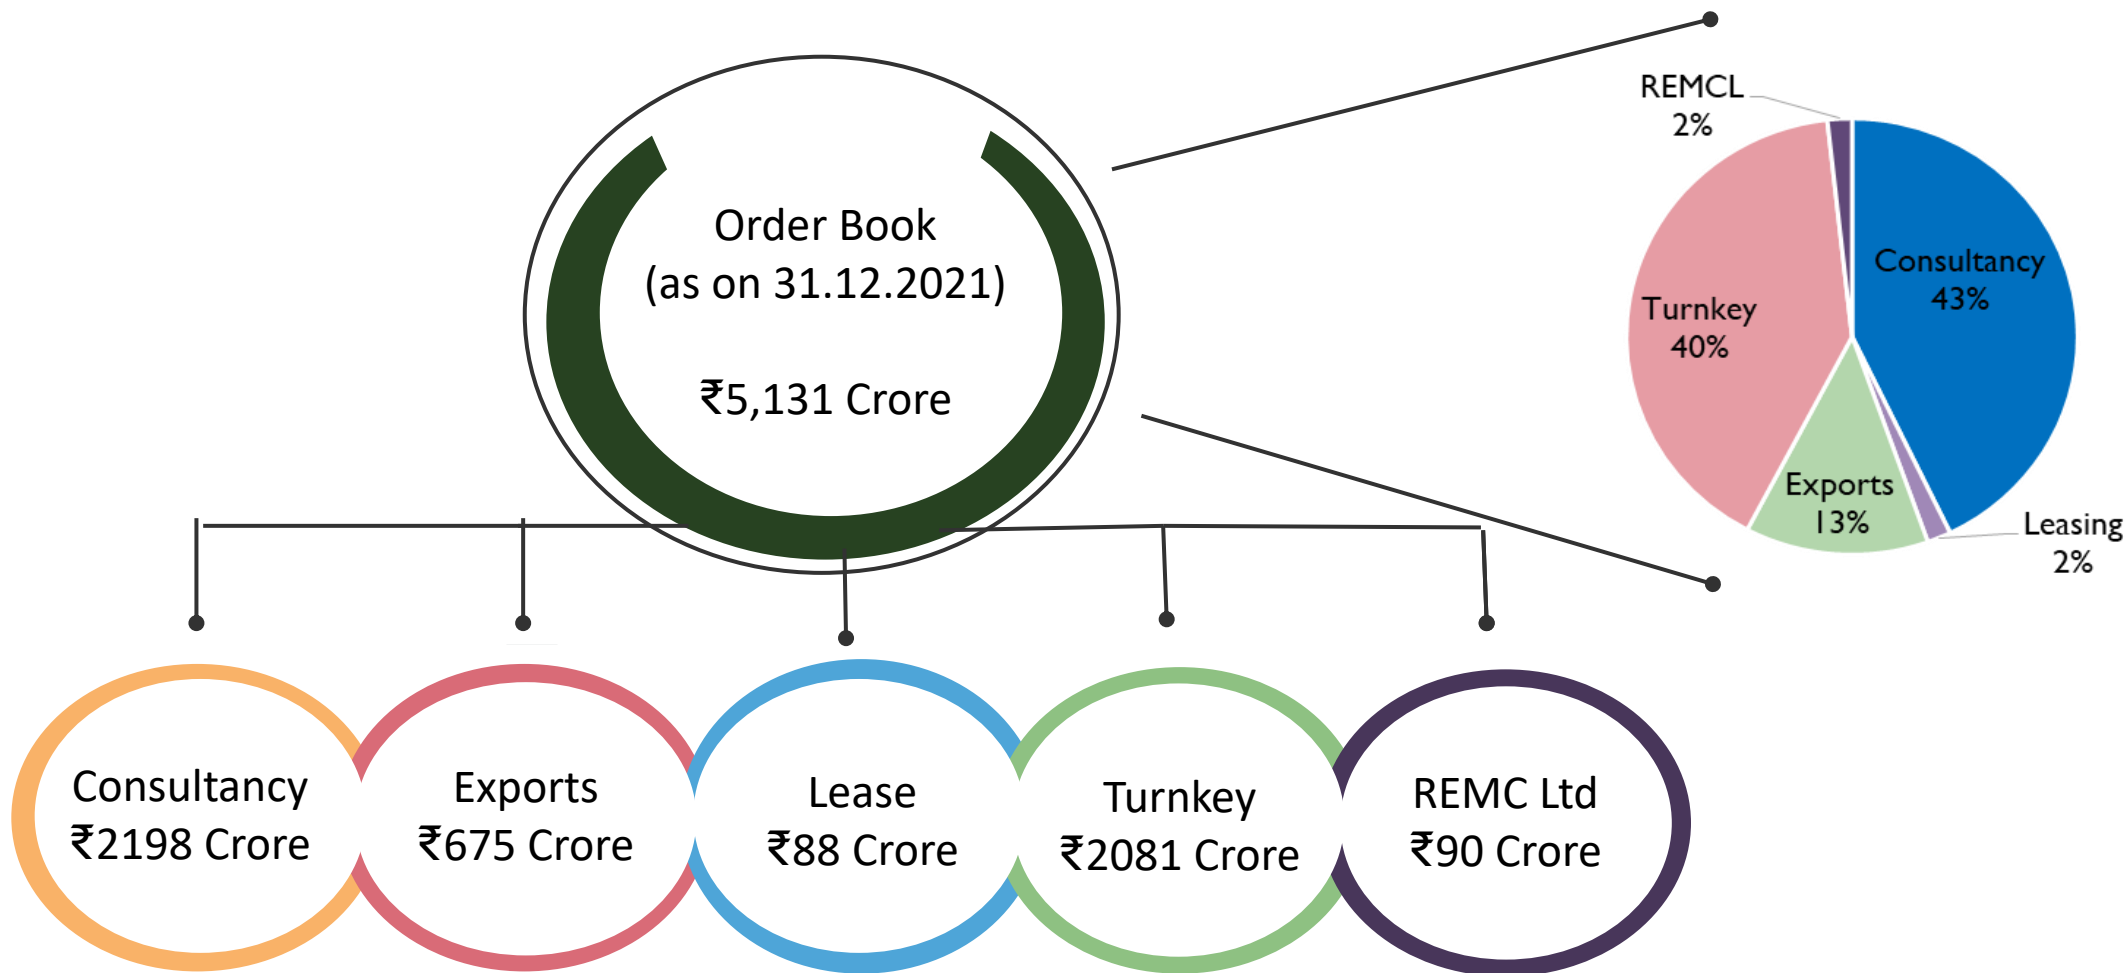 Order Book
(as on 31.12.2021)
₹5,131 Crore
REMCL
2%
Consultancy
43%
Turnkey
40%
Exports
13%
Leasing
2%
Consultancy
₹2198 Crore
Exports
₹675 Crore
Lease
₹88 Crore
Turnkey
₹2081 Crore
REMC Ltd
₹90 Crore